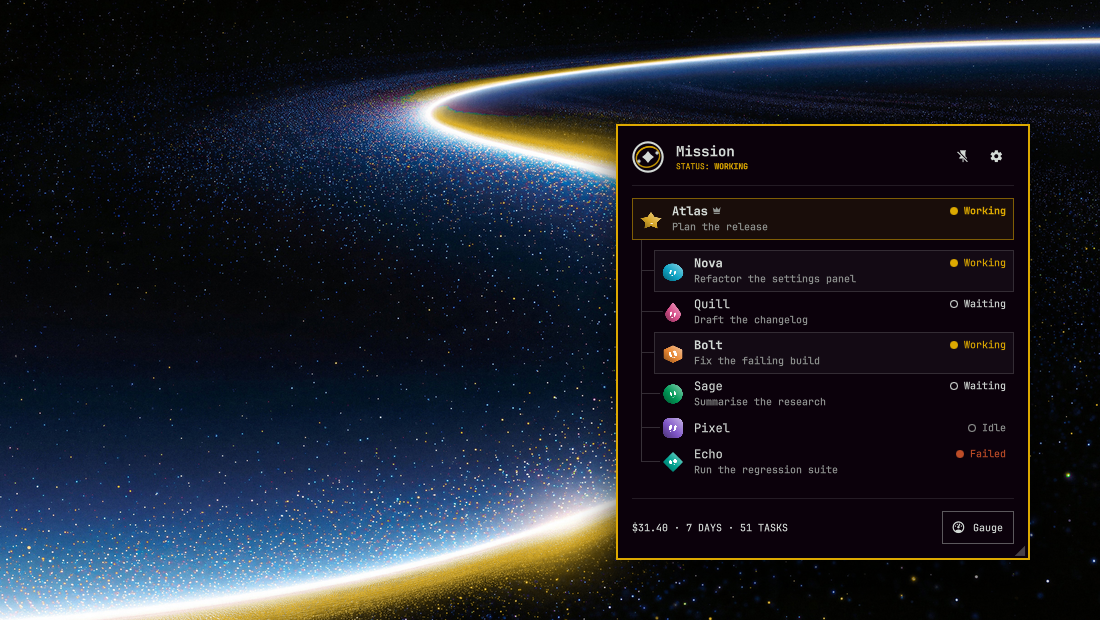 Mission
STATUS: WORKING
Atlas
Working
Plan the release
Nova
Working
Refactor the settings panel
Quill
Waiting
Draft the changelog
Bolt
Working
Fix the failing build
Sage
Waiting
Summarise the research
Pixel
Idle
Echo
Failed
Run the regression suite
$31.40 · 7 DAYS · 51 TASKS
Gauge